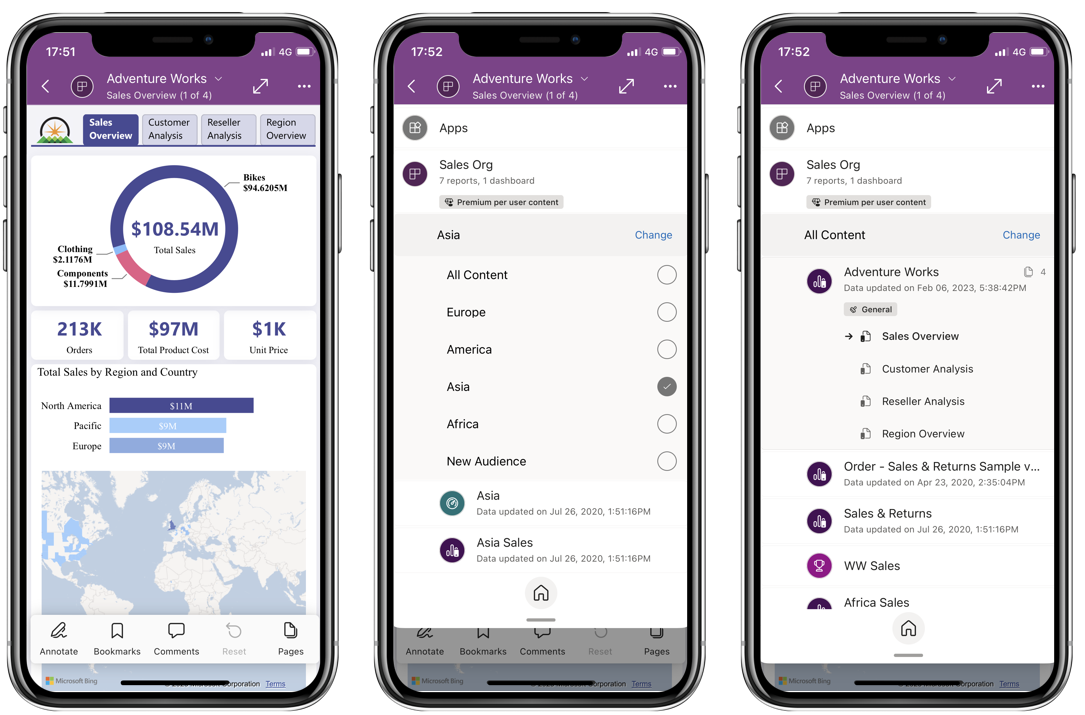 17:51
4G
Adventure Works
Sales Overview (1 of 4)
Sales Overview
Customer Analysis
Reseller Analysis
Region Overview
Bikes
$94.6205M
$108.54M
Total Sales
Clothing
$2.1176M
Components
$11.7991M
213K
Orders
$97M
Total Product Cost
$1K
Unit Price
Total Sales by Region and Country
North America
$11M
Pacific
$9M
Europe
$9M
Annotate
Bookmarks
Comments
Reset
Pages
Microsoft Bing
Corporation
Terms
17:52
4G
Adventure Works
Sales Overview (1 of 4)
Apps
Sales Org
7 reports, 1 dashboard
Premium per user content
Asia
Change
All Content
Europe
America
Asia
Africa
New Audience
Asia
Data updated on Jul 26, 2020, 1:51:16PM
Asia Sales
Data updated on Jul 26, 2020, 1:51:16PM
Annotate
Bookmarks
Comments
Reset
Pages
Microsoft Bing
Corporation
Terms
17:52
4G
Adventure Works
Sales Overview (1 of 4)
Apps
Sales Org
7 reports, 1 dashboard
Premium per user content
All Content
Change
Adventure Works
4
Data updated on Feb 06, 2023, 5:38:42PM
General
Sales Overview
Customer Analysis
Reseller Analysis
Region Overview
Order - Sales & Returns Sample v...
Data updated on Apr 23, 2020, 2:35:04PM
Sales & Returns
Data updated on Jul 26, 2020, 1:51:16PM
WW Sales
Africa Sales
Microsoft Bing
Corporation
Terms